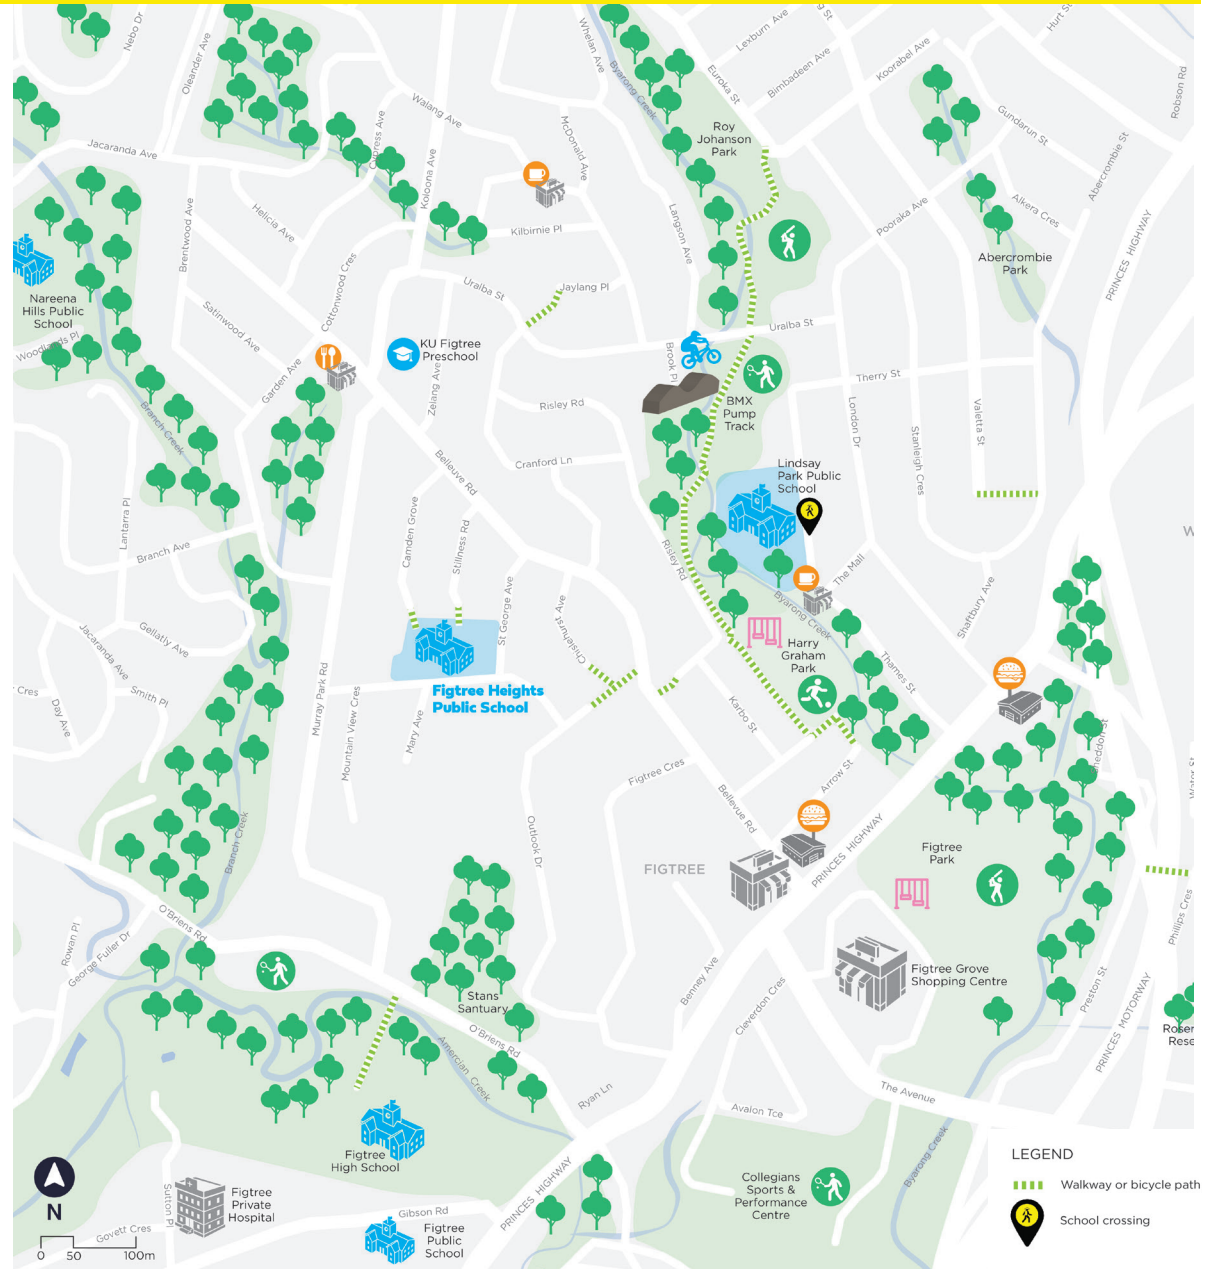 Nebo Dr
Oleander Ave
Whelan Ave
Lexburn Ave
Hurt St
Byarong Creek
Euroka St
Bimbadeen Ave
Koorabel Ave
Robson Rd
Walang Ave
McDonald Ave
Gundarun St
Roy
Johanson
Park
Cypress Ave
Jacaranda Ave
Koloona Ave
Abercrombie St
Alkera Cres
Helicia Ave
Brentwood Ave
Langson Ave
Pooraka Ave
Kilbirnie Pl
PRINCES HIGHWAY
Abercrombie
Park
Cottonwood Cres
Nareena
Hills Public
School
Uralba St
Jaylang Pl
Satinwood Ave
Uralba St
Woodlands Pl
KU Figtree
Preschool
Brook Pl
Garden Ave
Zelang Ave
Therry St
Risley Rd
BMX
Pump
Track
London Dr
Stanleigh Cres
Valetta St
Branch Creek
Belleuve Rd
Cranford Ln
Lindsay
Park Public
School
Lantarra Pl
Camden Grove
Stillness Rd
Branch Ave
Risley Rd
The Mall
St George Ave
Chislehurst Ave
Byarong Creek
Shaftbury Ave
Gellatly Ave
Jacaranda Ave
Harry
Graham
Park
Thames St
Cres
Smith Pl
Day Ave
Murray Park Rd
Figtree Heights
Public School
Mountain View Cres
Mary Ave
Karbo St
Figtree Cres
Arrow St
Bellevue Rd
Water St
Outlook Dr
Branch Creek
FIGTREE
PRINCES HIGHWAY
Figtree
Park
O'Briens Rd
Rowan Pl
George Fuller Dr
Phillips Cres
Benney Ave
Cleverdon Cres
Figtree Grove
Shopping Centre
Preston St
Stans
Santuary
PRINCES MOTORWAY
O'Briens Rd
Amercian Creek
Ryan Ln
The Avenue
Avalon Tce
Byarong Creek
Figtree
High School
PRINCES HIGHWAY
Collegians
Sports &
Performance
Centre
Sutton Pl
Figtree
Private
Hospital
Gibson Rd
Figtree
Public
School
Govett Cres
N
0 50 100m
LEGEND
Walkway or bicycle path
School crossing